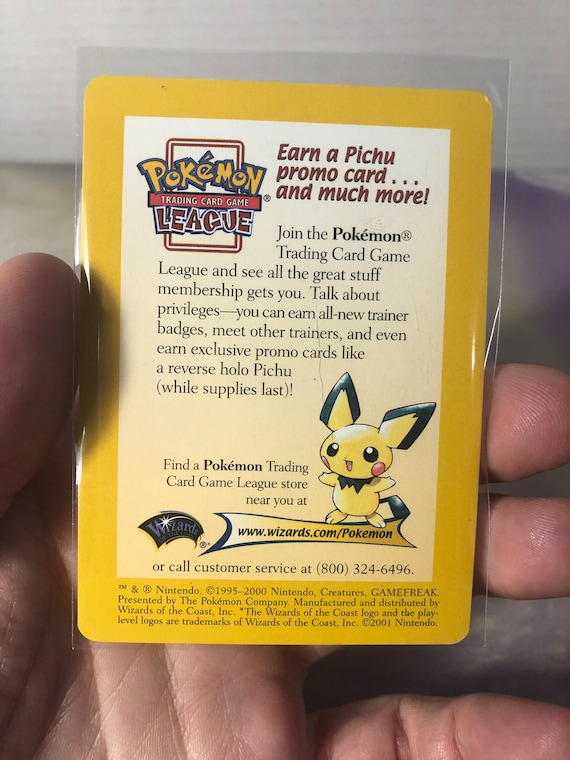 POKéMON
TRADING CARD GAME
LEAGUE®
Earn a Pichu
promo card . . .
and much more!
Join the Pokémon®
Trading Card Game
League and see all the great stuff
membership gets you. Talk about
privileges—you can earn all-new trainer
badges, meet other trainers, and even
earn exclusive promo cards like
a reverse holo Pichu
(while supplies last)!
Find a Pokémon Trading
Card Game League store
near you at
Wizards
www.wizards.com/Pokemon
or call customer service at (800) 324-6496.
™ & ® Nintendo. ©1995–2000 Nintendo, Creatures, GAMEFREAK.
Presented by The Pokémon Company. Manufactured and distributed by
Wizards of the Coast, Inc. *The Wizards of the Coast logo and the play-
level logos are trademarks of Wizards of the Coast, Inc. ©2001 Nintendo.